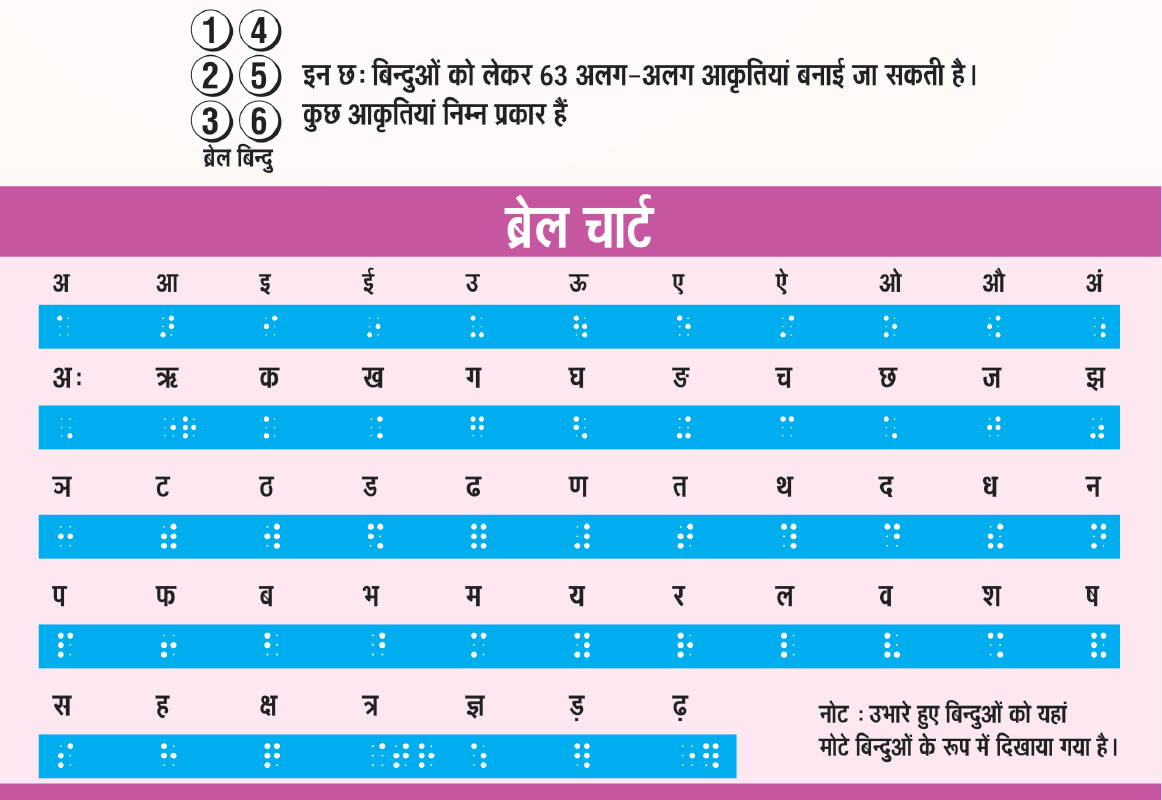 1 4
2 5 इन छः बिन्दुओं को लेकर 63 अलग-अलग आकृतियां बनाई जा सकती है।
3 6 कुछ आकृतियां निम्न प्रकार हैं
ब्रेल बिन्दु
ब्रेल चार्ट
अ आ इ ई उ ऊ ए ऐ ओ औ अं
अः ऋ क ख ग घ ङ च छ ज झ
ञ ट ठ ड ढ ण त थ द ध न
प फ ब भ म य र ल व श ष
स ह क्ष त्र ज्ञ ड़ ढ़
नोट : उभारे हुए बिन्दुओं को यहां
मोटे बिन्दुओं के रूप में दिखाया गया है।